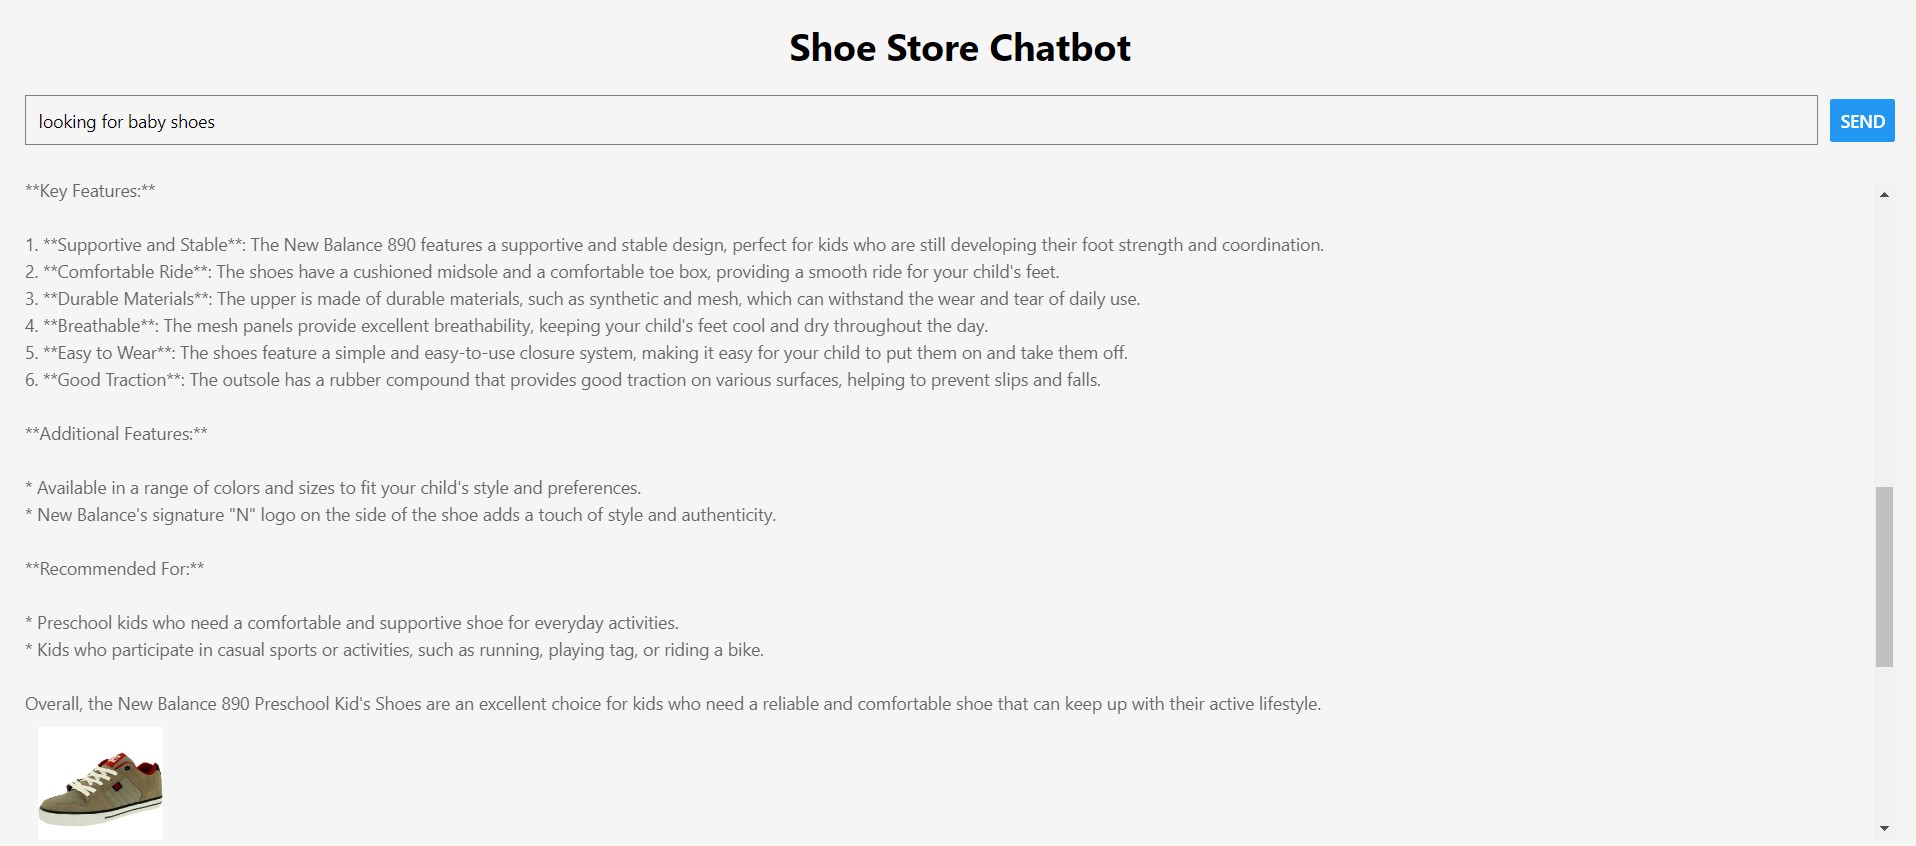 Shoe Store Chatbot
looking for baby shoes
SEND
**Key Features:**
1. **Supportive and Stable**: The New Balance 890 features a supportive and stable design, perfect for kids who are still developing their foot strength and coordination.
2. **Comfortable Ride**: The shoes have a cushioned midsole and a comfortable toe box, providing a smooth ride for your child's feet.
3. **Durable Materials**: The upper is made of durable materials, such as synthetic and mesh, which can withstand the wear and tear of daily use.
4. **Breathable**: The mesh panels provide excellent breathability, keeping your child's feet cool and dry throughout the day.
5. **Easy to Wear**: The shoes feature a simple and easy-to-use closure system, making it easy for your child to put them on and take them off.
6. **Good Traction**: The outsole has a rubber compound that provides good traction on various surfaces, helping to prevent slips and falls.
**Additional Features:**
* Available in a range of colors and sizes to fit your child's style and preferences.
* New Balance's signature "N" logo on the side of the shoe adds a touch of style and authenticity.
**Recommended For:**
* Preschool kids who need a comfortable and supportive shoe for everyday activities.
* Kids who participate in casual sports or activities, such as running, playing tag, or riding a bike.
Overall, the New Balance 890 Preschool Kid's Shoes are an excellent choice for kids who need a reliable and comfortable shoe that can keep up with their active lifestyle.